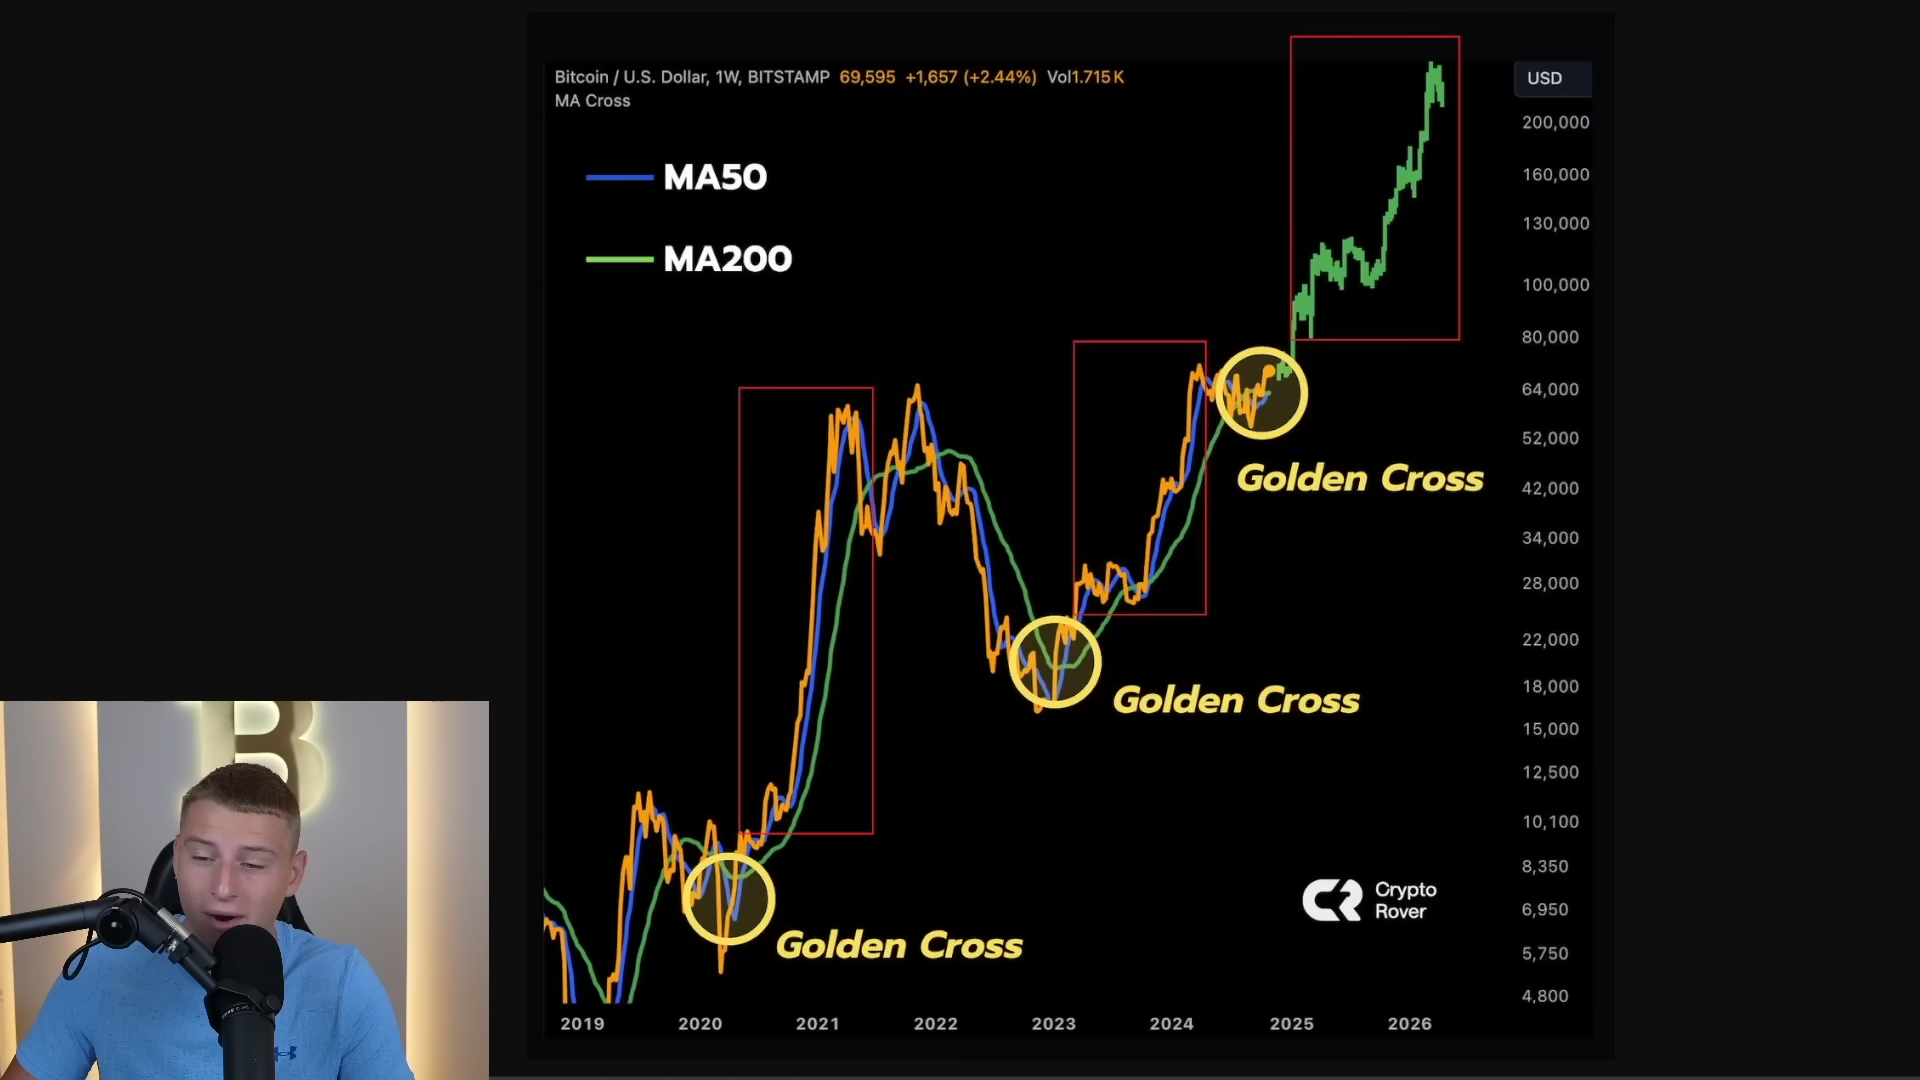 Bitcoin / U.S. Dollar, 1W, BITSTAMP 69,595 +1,657 (+2.44%) Vol1.715 K
MA Cross
USD
MA50
MA200
200,000
160,000
130,000
100,000
80,000
64,000
52,000
42,000
34,000
28,000
22,000
18,000
15,000
12,500
10,100
8,350
6,950
5,750
4,800
Golden Cross
Golden Cross
Golden Cross
CR
Crypto
Rover
B
2019 2020 2021 2022 2023 2024 2025 2026